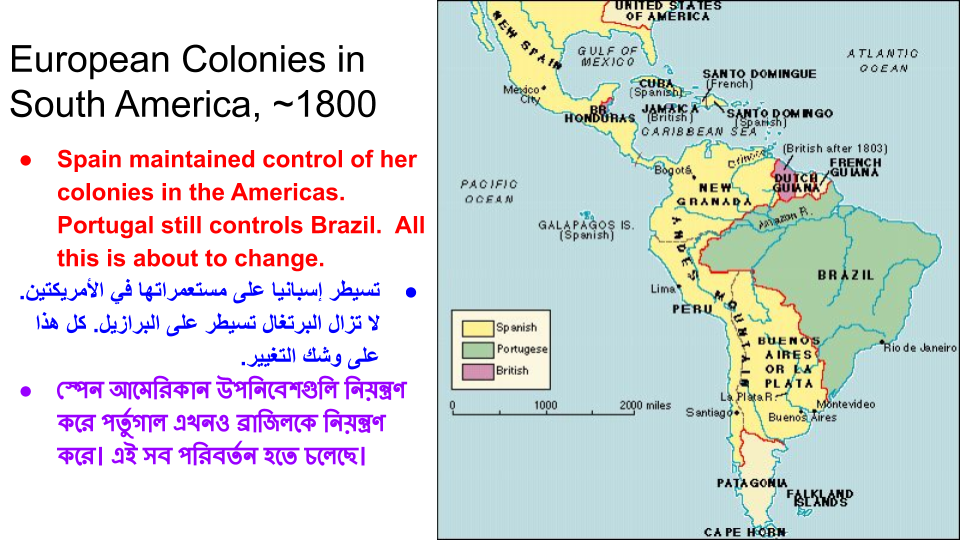 European Colonies in
South America, ~1800
● Spain maintained control of her
colonies in the Americas.
Portugal still controls Brazil. All
this is about to change.
● تسيطر إسبانيا على مستعمراتها في الأمريكتين.
لا تزال البرتغال تسيطر على البرازيل. كل هذا
على وشك التغيير.
● স্পেন আমেরিকান উপনিবেশগুলি নিয়ন্ত্রণ
করে পর্তুগাল এখনও ব্রাজিলকে নিয়ন্ত্রণ
করে। এই সব পরিবর্তন হতে চলেছে।
UNITED STATES
OF AMERICA
NEW SPAIN
GULF OF
MEXICO
ATLANTIC
OCEAN
Mexico
City
CUBA
(Spanish)
SANTO DOMINGUE
(French)
BR.
HONDURAS
JAMAICA
(British)
SANTO DOMINGO
(Spanish)
CARIBBEAN SEA
Orinoco
(British after 1803)
FRENCH
GUIANA
DUTCH
GUIANA
Bogotá
PACIFIC
OCEAN
NEW
GRANADA
GALAPAGOS IS.
(Spanish)
Amazon R.
ANDES MOUNTAINS
BRAZIL
Lima
PERU
Spanish
Portugese
British
BUENOS
AIRES
OR LA
PLATA
Rio de Janeiro
0 1000 2000 miles
La Plata R.
Santiago
Montevideo
Buenos Aires
PATAGONIA
FALKLAND
ISLANDS
CAPE HORN